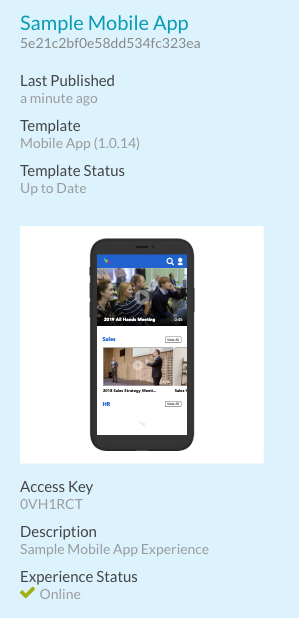 Sample Mobile App
5e21c2bf0e58dd534fc323ea
Last Published
a minute ago
Template
Mobile App (1.0.14)
Template Status
Up to Date
2019 All Hands Meeting
0:45
Sales
View All
2018 Sales Strategy Meeti...
2018 Sa
HR
View All
Access Key
0VH1RCT
Description
Sample Mobile App Experience
Experience Status
Online